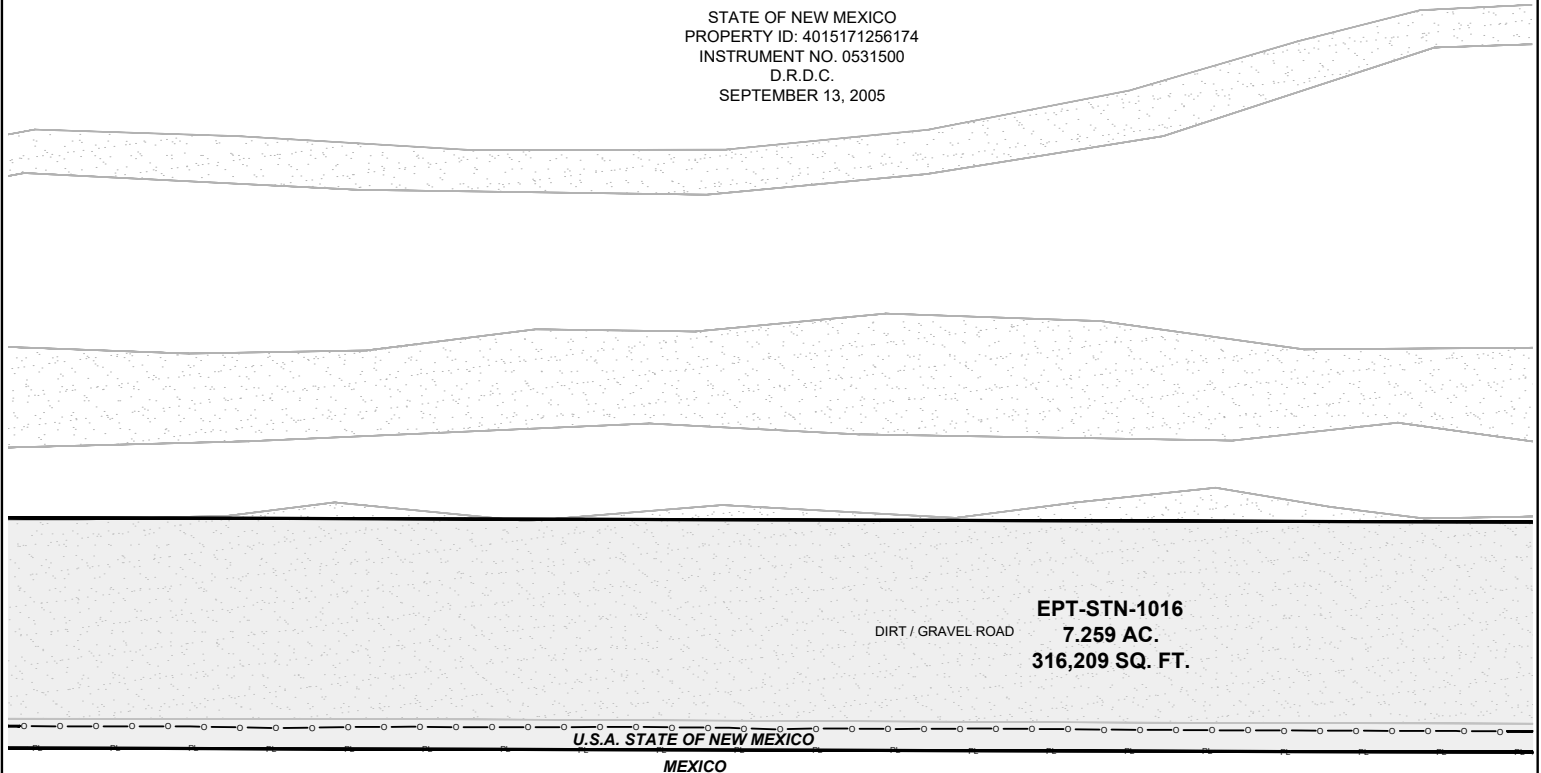 STATE OF NEW MEXICO
PROPERTY ID: 4015171256174
INSTRUMENT NO. 0531500
D.R.D.C.
SEPTEMBER 13, 2005
EPT-STN-1016
DIRT / GRAVEL ROAD
7.259 AC.
316,209 SQ. FT.
U.S.A. STATE OF NEW MEXICO
MEXICO